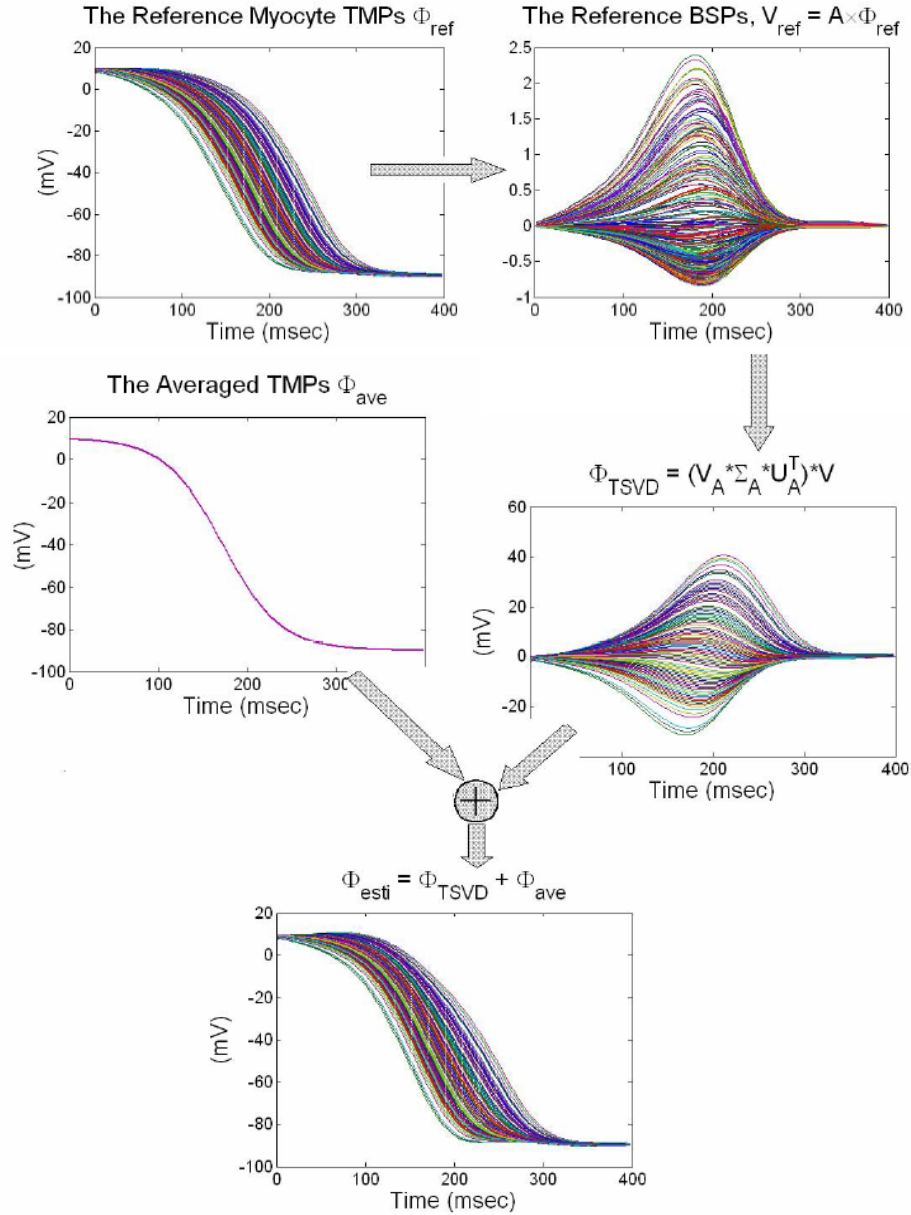 The Reference Myocyte TMPs Φref
20
0
-20
-40
-60
-80
-100
(mV)
0 100 200 300 400
Time (msec)
The Reference BSPs, Vref = A×Φref
2.5
2
1.5
1
0.5
0
-0.5
-1
(mV)
0 100 200 300 400
Time (msec)
The Averaged TMPs Φave
20
0
-20
-40
-60
-80
-100
(mV)
0 100 200 300
Time (msec)
ΦTSVD = (VA*ΣA*UAT)*V
60
40
20
0
-20
(mV)
100 200 300 400
Time (msec)
+
Φesti = ΦTSVD + Φave
20
0
-20
-40
-60
-80
-100
(mV)
0 100 200 300 400
Time (msec)